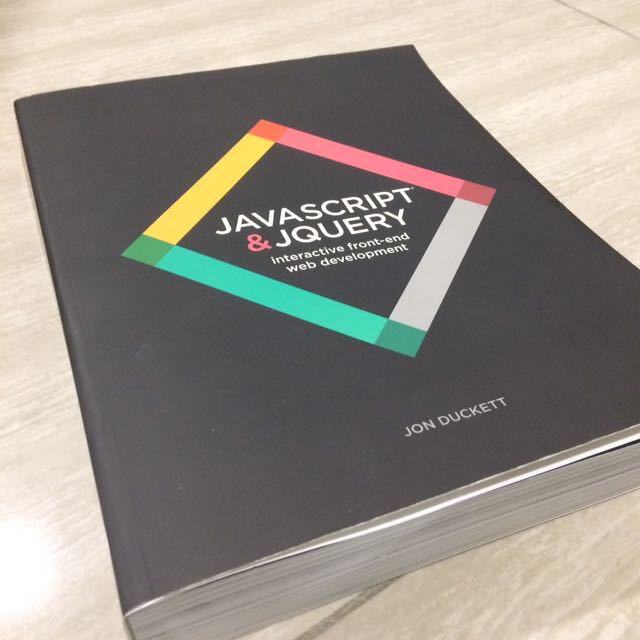 JAVASCRIPT
& JQUERY
interactive front-end
web development
JON DUCKETT